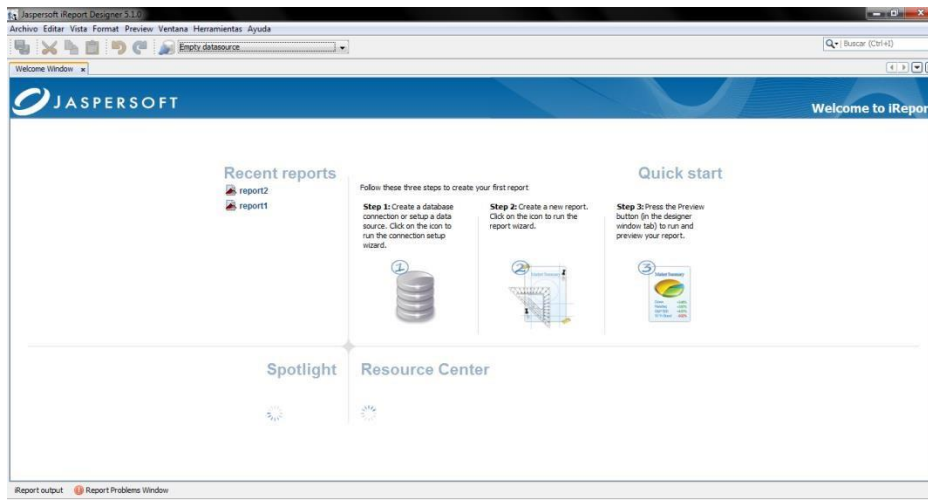 Jaspersoft iReport Designer 5.1.0
Archivo Editar Vista Format Preview Ventana Herramientas Ayuda
Empty datasource
Buscar (Ctrl+I)
Welcome Window
JASPERSOFT
Welcome to iRepor
Recent reports
report2
report1
Quick start
Follow these three steps to create your first report
Step 1: Create a database
connection or setup a data
source. Click on the icon to
run the connection setup
wizard.
Step 2: Create a new report.
Click on the icon to run the
report wizard.
Step 3: Press the Preview
button (in the designer
window tab) to run and
preview your report.
1
2
3
Spotlight
Resource Center
iReport output
Report Problems Window